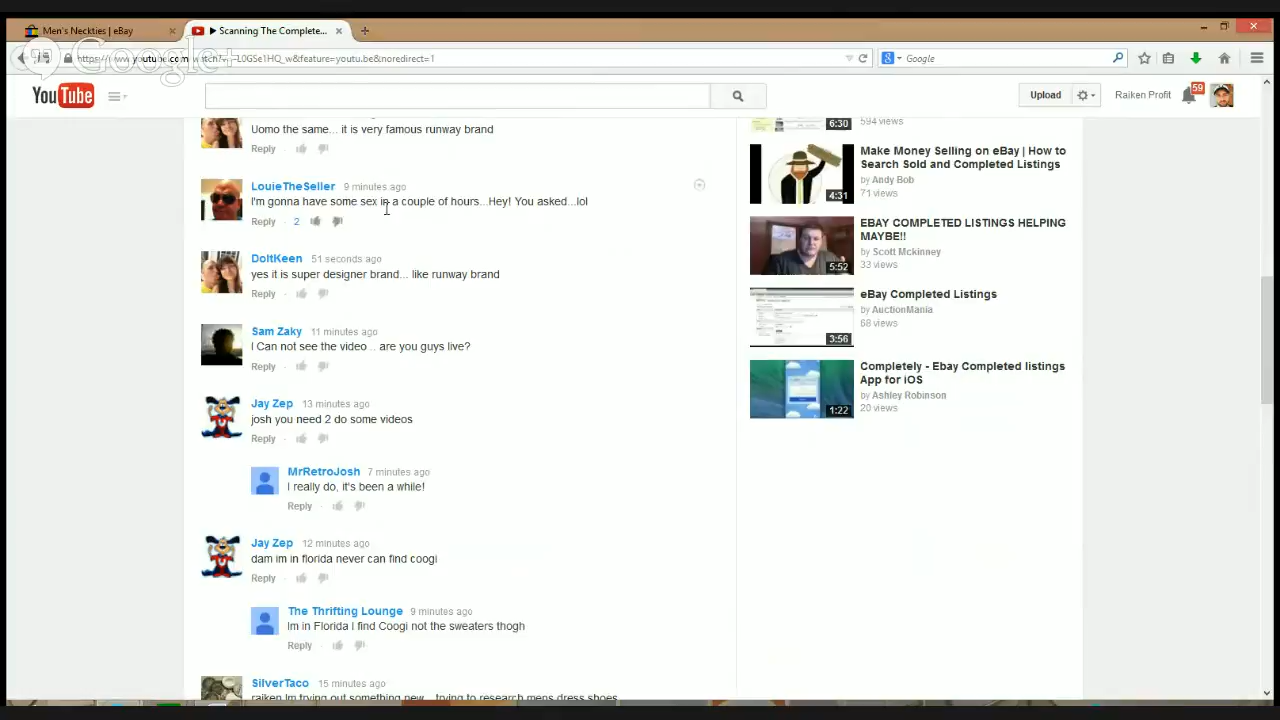 Men's Neckties | eBay
Scanning The Complete...
Google+
L0GSe1HQ_w&feature=youtu.be&noredirect=1
Google
YouTube
Upload
Raiken Profit
59
Uomo the same... it is very famous runway brand
Reply
LouieTheSeller 9 minutes ago
I'm gonna have some sex in a couple of hours...Hey! You asked...lol
Reply · 2
DoItKeen 51 seconds ago
yes it is super designer brand... like runway brand
Reply
Sam Zaky 11 minutes ago
I Can not see the video .. are you guys live?
Reply
Jay Zep 13 minutes ago
josh you need 2 do some videos
Reply
MrRetroJosh 7 minutes ago
I really do, it's been a while!
Reply
Jay Zep 12 minutes ago
dam im in florida never can find coogi
Reply
The Thrifting Lounge 9 minutes ago
Im in Florida I find Coogi not the sweaters thogh
Reply
SilverTaco 15 minutes ago
raiken Im trying out something new... trying to research mens dress shoes
6:30
594 views
Make Money Selling on eBay | How to
Search Sold and Completed Listings
by Andy Bob
71 views
4:31
EBAY COMPLETED LISTINGS HELPING
MAYBE!!
by Scott Mckinney
33 views
5:52
eBay Completed Listings
by AuctionMania
68 views
3:56
Completely - Ebay Completed listings
App for iOS
by Ashley Robinson
20 views
1:22